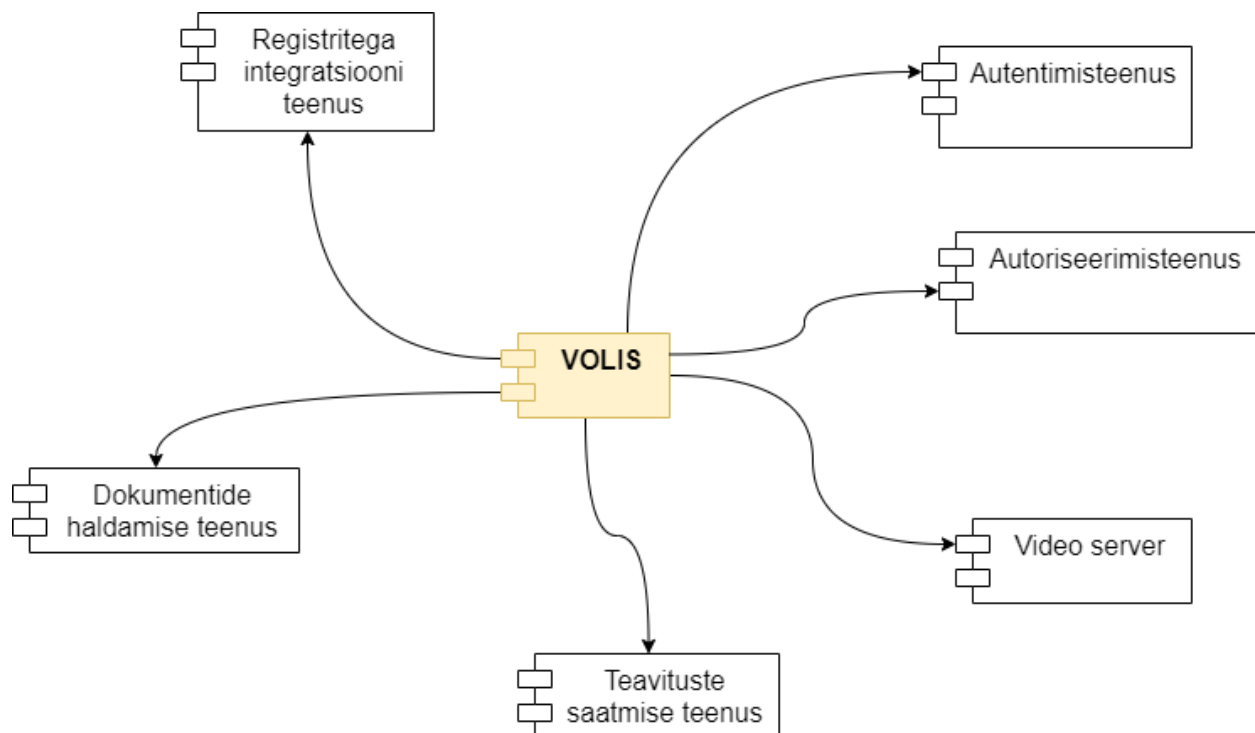 Registritega
integratsiooni
teenus
Autentimisteenus
Autoriseerimisteenus
VOLIS
Dokumentide
haldamise teenus
Video server
Teavituste
saatmise teenus